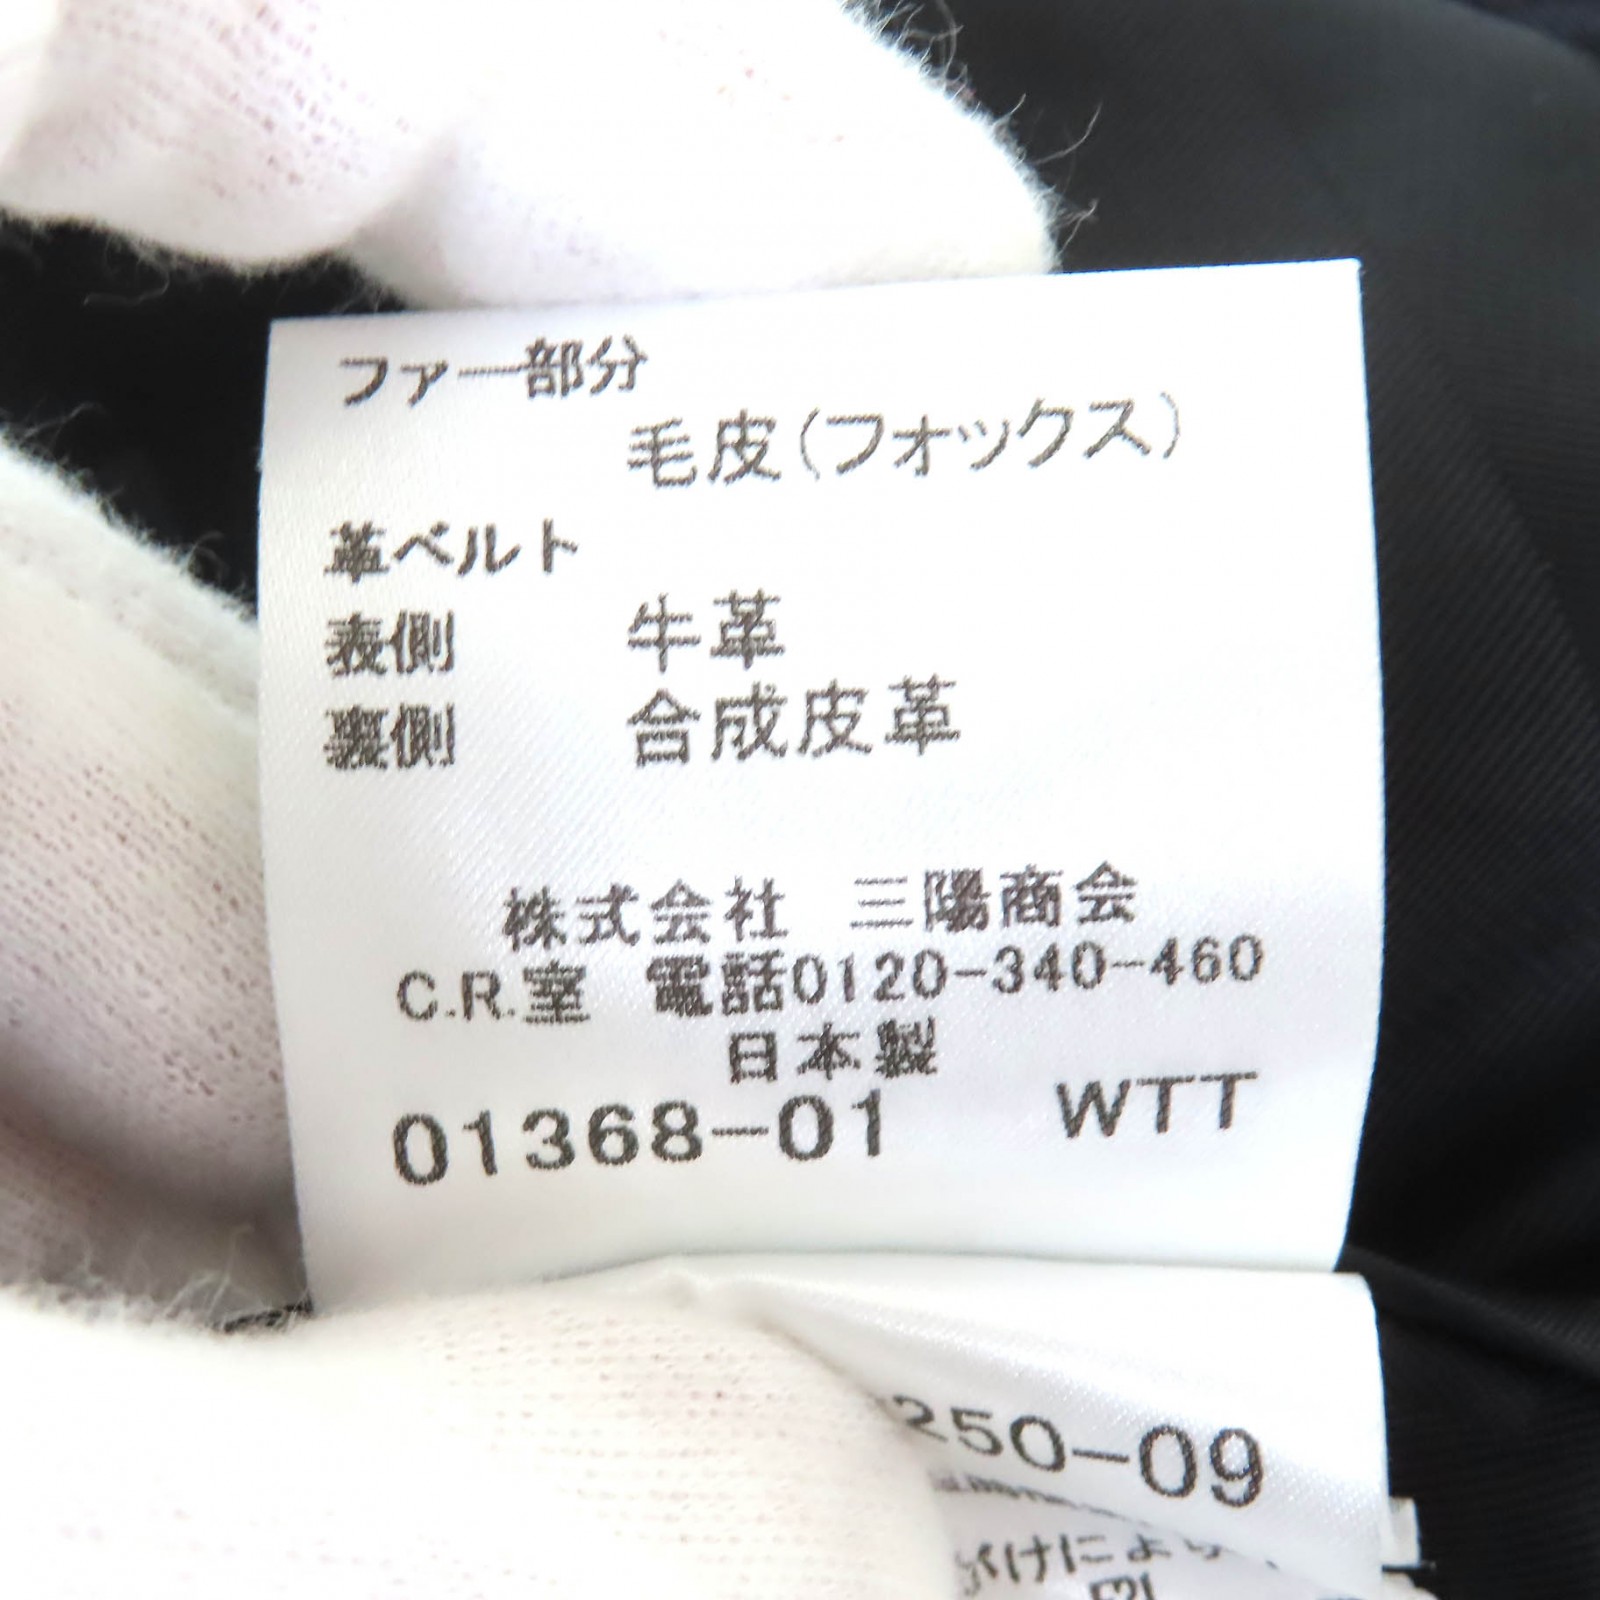 ファー部分
毛皮(フォックス)
革ベルト
表側 牛革
裏側 合成皮革
株式会社 三陽商会
C.R.室 電話0120-340-460
日本製
01368-01 WTT
250-09